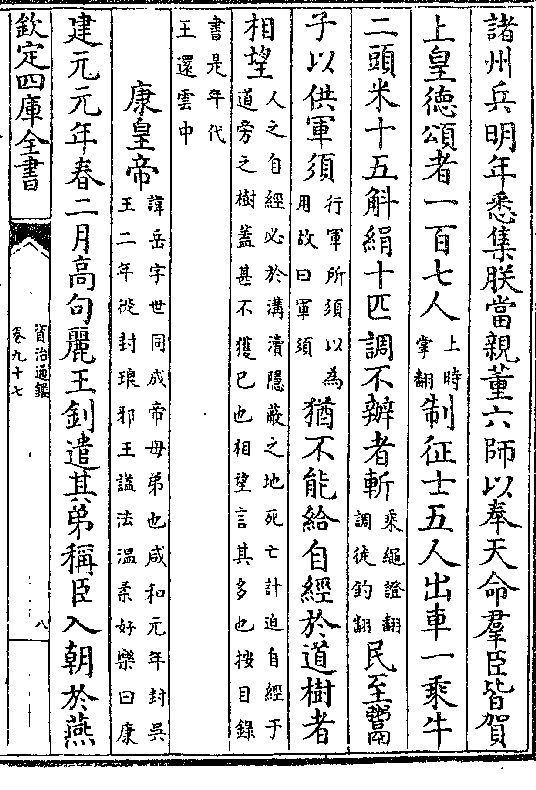 諸州兵明年悉集朕當親董六師以奉天命羣臣皆賀
上皇德頌者一百七人上時掌翻制征士五人出車一乘牛
二頭米十五斛絹十匹調不辦者斬乘繩證翻調徒釣翻民至鬻
子以供軍須行軍所須以為用故曰軍須猶不能給自經於道樹者
相望人之自經必於溝瀆隱蔽之地死亡計迫自經于道旁之樹蓋甚不獲已也相望言其多也按目錄
書是年代王還雲中
康皇帝諱岳字世同成帝母弟也咸和元年封吳王二年徙封琅邪王謚法溫柔好樂曰康
建元元年春二月高句麗王釗遣其弟稱臣入朝於燕
欽定四庫全書
資治通鑑
卷九十七
八